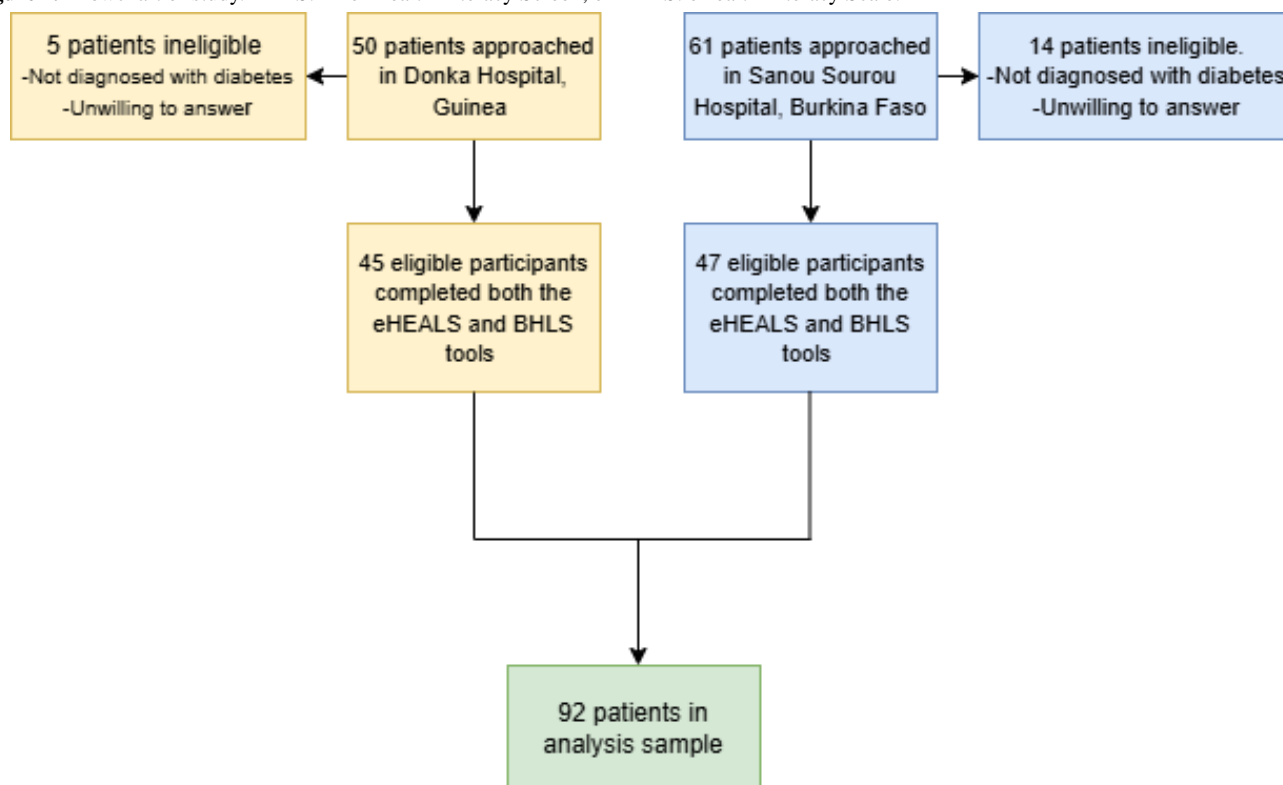 5 patients ineligible
-Not diagnosed with diabetes
-Unwilling to answer
50 patients approached
in Donka Hospital,
Guinea
61 patients approached
in Sanou Sourou
Hospital, Burkina Faso
14 patients ineligible.
-Not diagnosed with diabetes
-Unwilling to answer
45 eligible participants
completed both the
eHEALS and BHLS
tools
47 eligible participants
completed both the
eHEALS and BHLS
tools
92 patients in
analysis sample